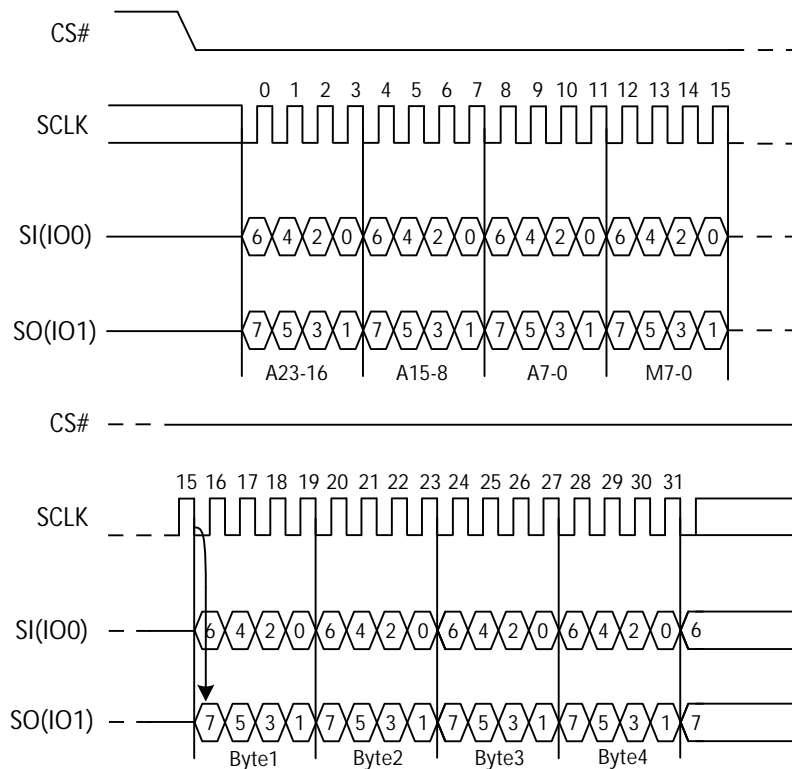 CS#
0 1 2 3 4 5 6 7 8 9 10 11 12 13 14 15
SCLK
SI(IO0) 6 4 2 0 6 4 2 0 6 4 2 0 6 4 2 0
SO(IO1) 7 5 3 1 7 5 3 1 7 5 3 1 7 5 3 1
A23-16 A15-8 A7-0 M7-0
CS#
15 16 17 18 19 20 21 22 23 24 25 26 27 28 29 30 31
SCLK
SI(IO0) 6 4 2 0 6 4 2 0 6 4 2 0 6 4 2 0 6
SO(IO1) 7 5 3 1 7 5 3 1 7 5 3 1 7 5 3 1 7
Byte1 Byte2 Byte3 Byte4